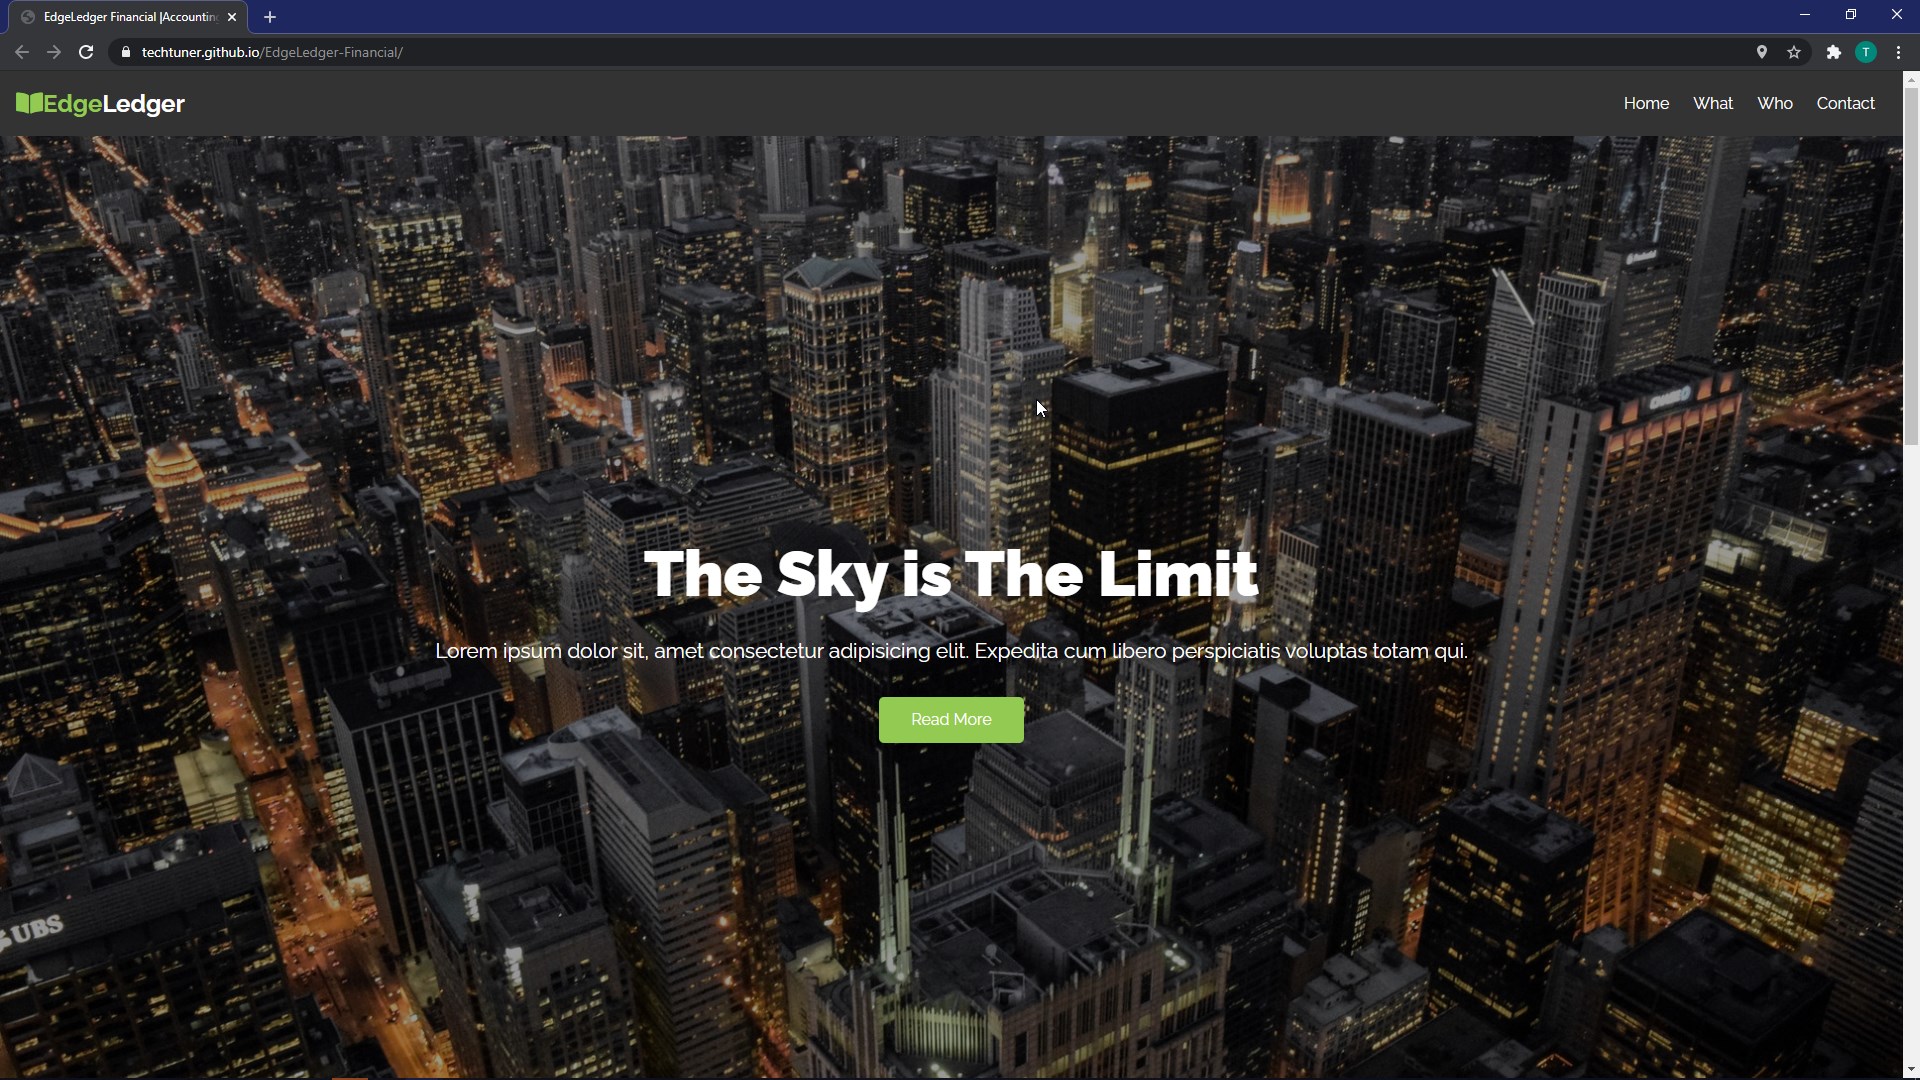 EdgeLedger Financial |Accounting
techtuner.github.io/EdgeLedger-Financial/
T
EdgeLedger
Home What Who Contact
The Sky is The Limit
Lorem ipsum dolor sit, amet consectetur adipisicing elit. Expedita cum libero perspiciatis voluptas totam qui.
Read More
UBS